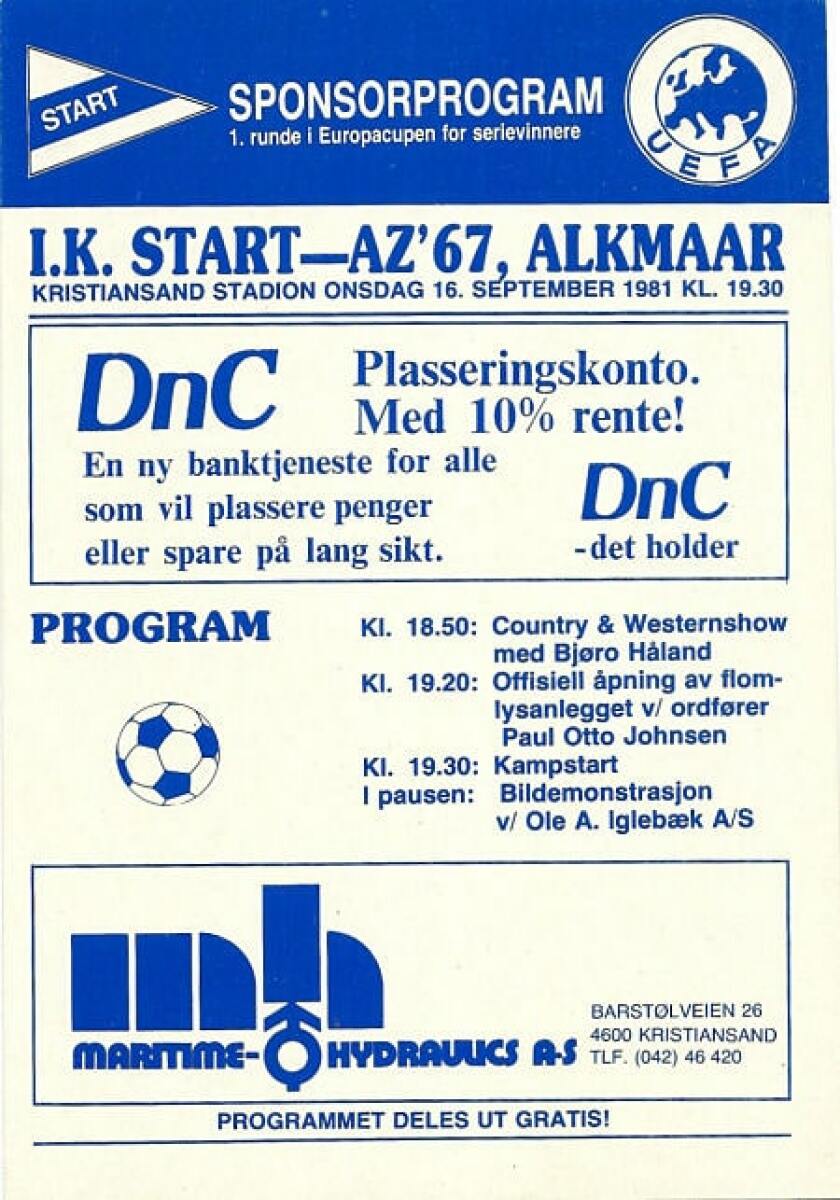 START
SPONSORPROGRAM
1. runde i Europacupen for serievinnere
UEFA
I.K. START—AZ'67, ALKMAAR
KRISTIANSAND STADION ONSDAG 16. SEPTEMBER 1981 KL. 19.30
DnC
Plasseringskonto.
Med 10% rente!
En ny banktjeneste for alle
som vil plassere penger
eller spare på lang sikt.
DnC
-det holder
PROGRAM
Kl. 18.50: Country & Westernshow
med Bjøro Håland
Kl. 19.20: Offisiell åpning av flom-
lysanlegget v/ ordfører
Paul Otto Johnsen
Kl. 19.30: Kampstart
I pausen: Bildemonstrasjon
v/ Ole A. Iglebæk A/S
mh
MARITIME-HYDRAULICS A-S
BARSTØLVEIEN 26
4600 KRISTIANSAND
TLF. (042) 46 420
PROGRAMMET DELES UT GRATIS!